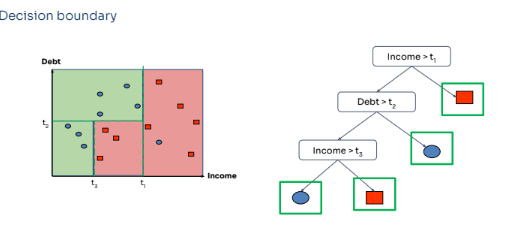 Decision boundary
Debt
t2
t3
t1
Income
Income > t1
Debt > t2
Income > t3